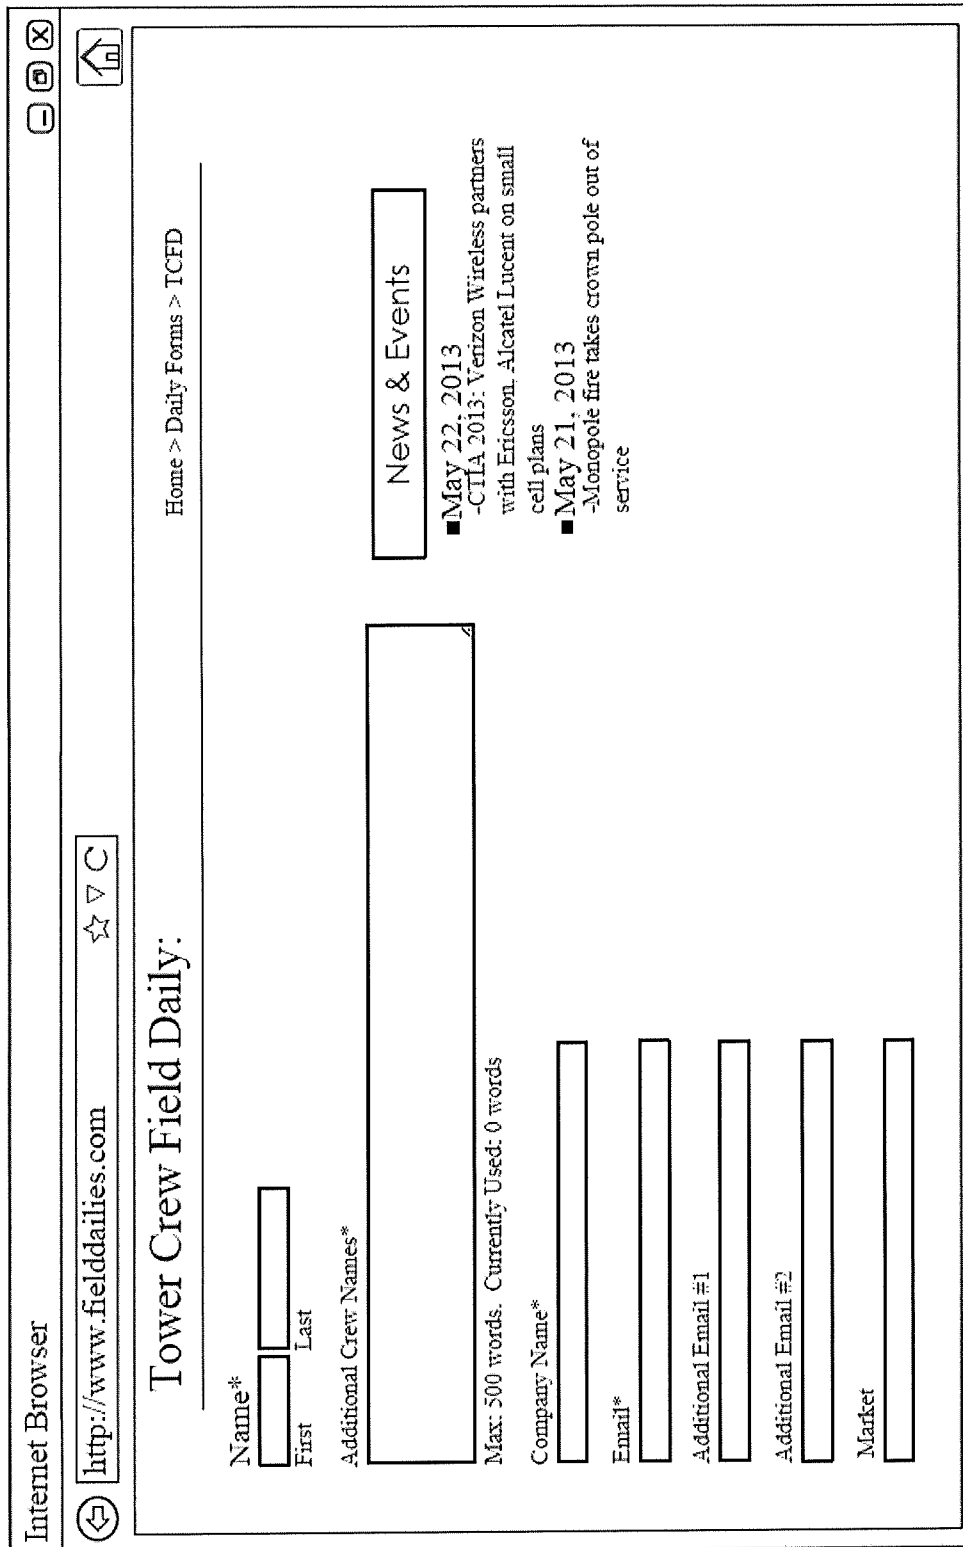 Internet Browser
http://www.fielddailies.com
Tower Crew Field Daily:
Home > Daily Forms > TCFD
Name*
First Last
Additional Crew Names*
Max: 500 words. Currently Used: 0 words
Company Name*
Email*
Additional Email #1
Additional Email #2
Market
News & Events
■May 22, 2013
-CTIA 2013: Verizon Wireless partners
with Ericsson, Alcatel Lucent on small
cell plans
■May 21, 2013
-Monopole fire takes crown pole out of
service